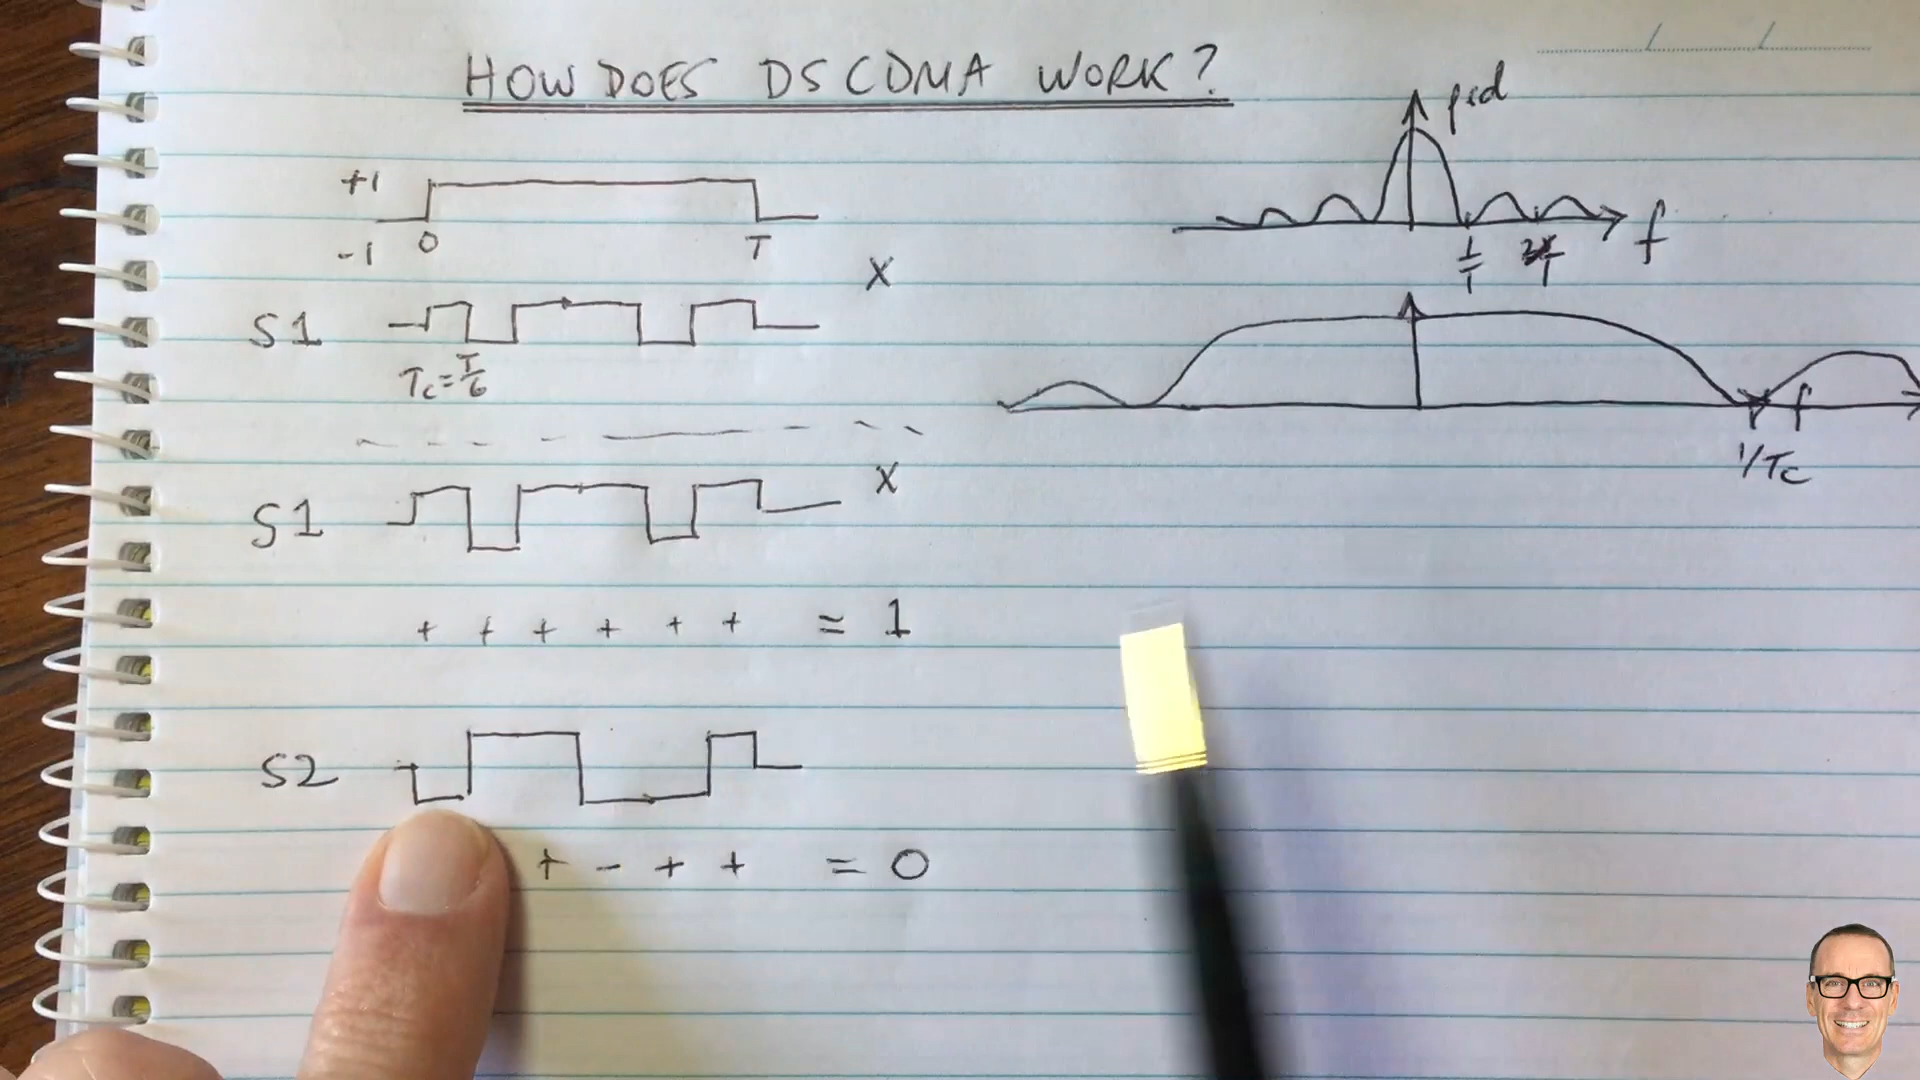 HOW DOES DS CDMA WORK?
psd
+1
-1 0 T
1/T 2/T f
X
S1
Tc = T/6
f
1/Tc
X
S1
+ + + + + + = 1
S2
+ - + + = 0